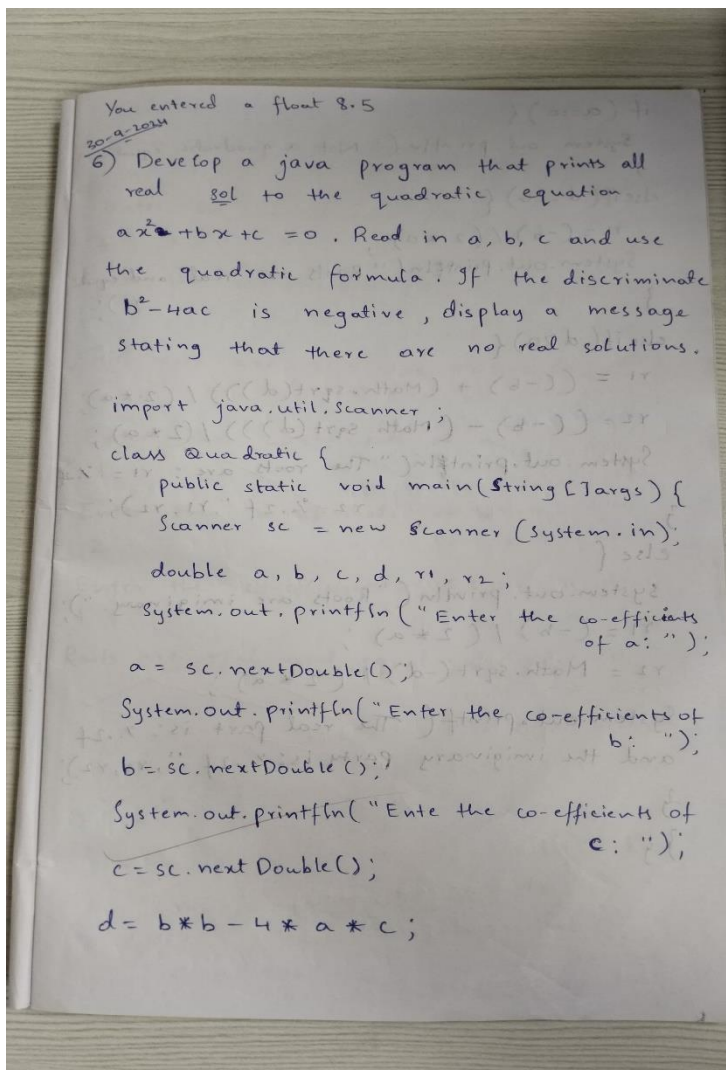 You entered a float 8.5
30-9-2024
6) Develop a java program that prints all
real sol to the quadratic equation
ax²+bx+c =0. Read in a, b, c and use
the quadratic formula. If the discriminate
b²-4ac is negative, display a message
stating that there are no real solutions.
import java.util.Scanner;
class Quadratic {
public static void main(String []args) {
Scanner sc = new Scanner (System.in);
double a, b, c, d, r1, r2;
System.out.printfln("Enter the co-efficients
of a: ");
a = sc.nextDouble();
System.out.printfln("Enter the co-efficients of
b: ");
b = sc.nextDouble();
System.out.printfln("Ente the co-efficients of
c: ");
c = sc.nextDouble();
d = b*b - 4 * a * c;